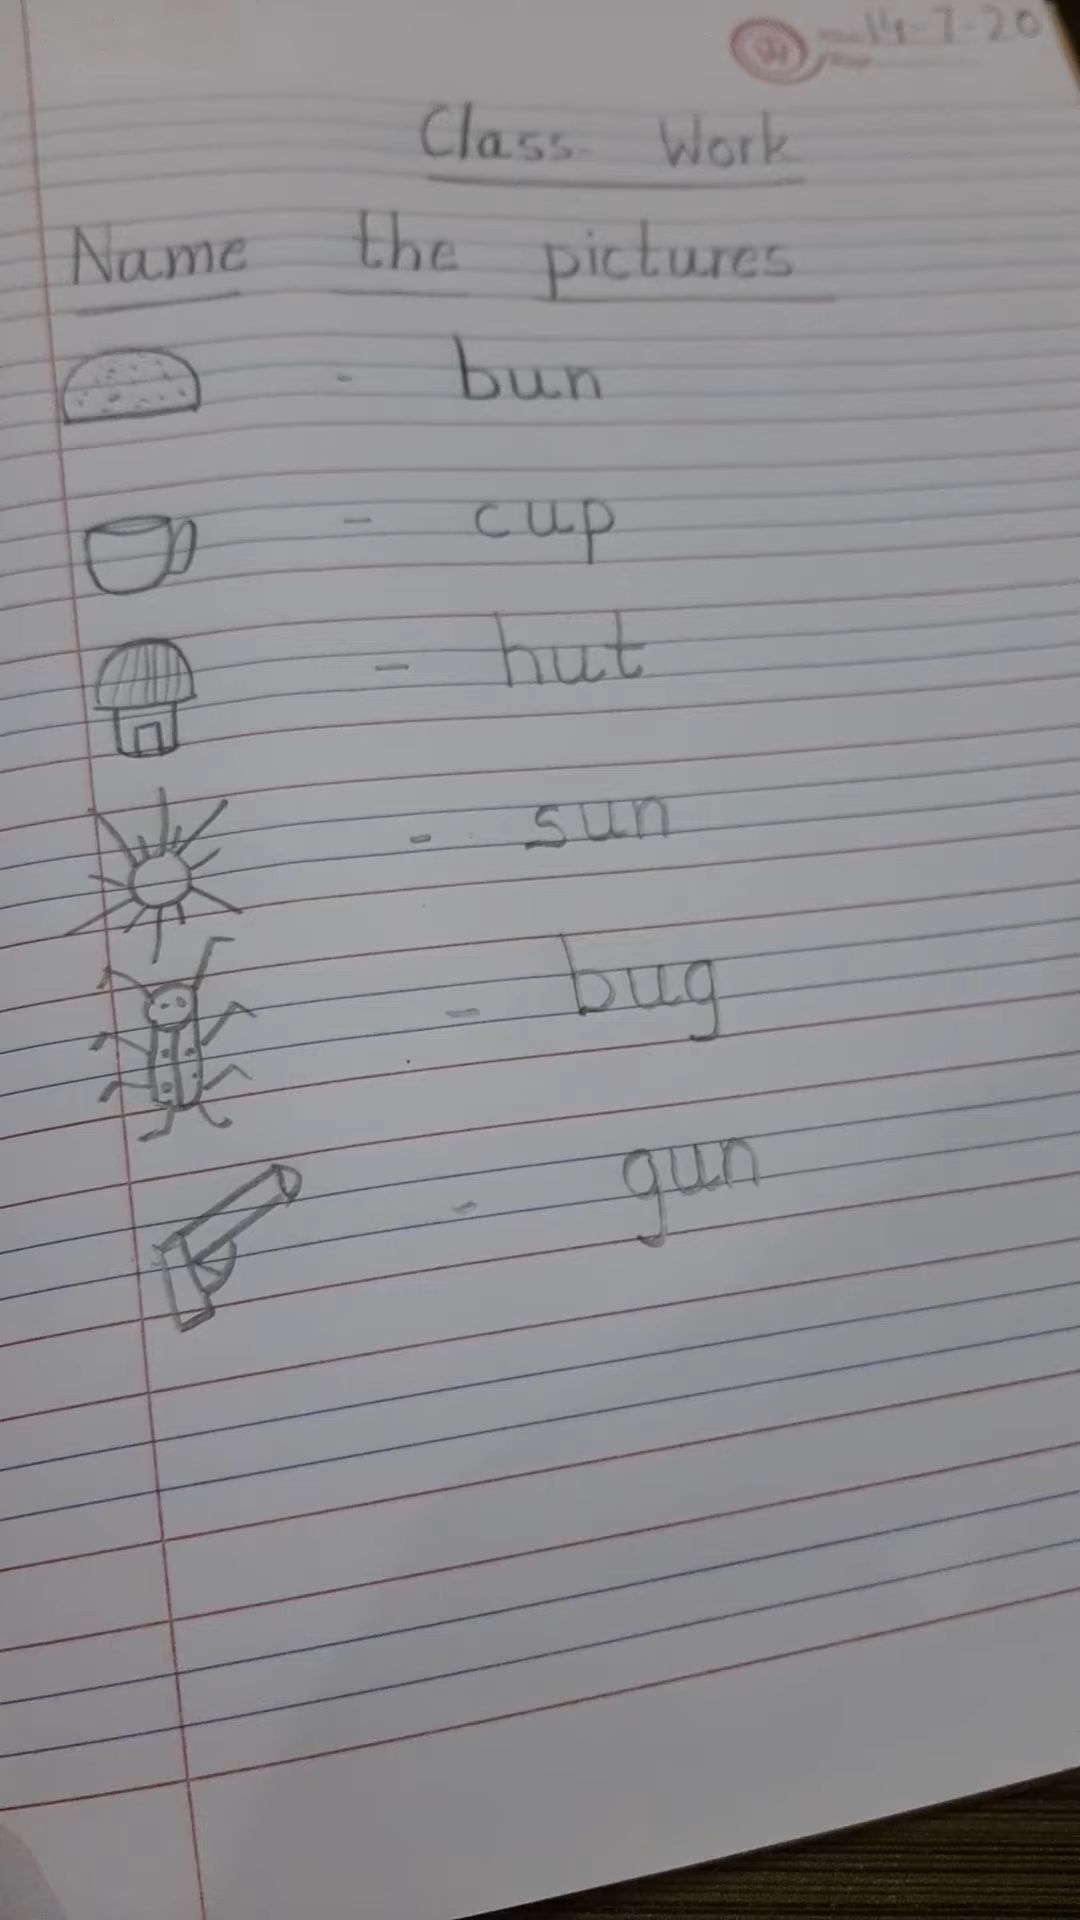 14-7-20
Class Work
Name the pictures
- bun
- cup
- hut
- sun
- bug
- gun